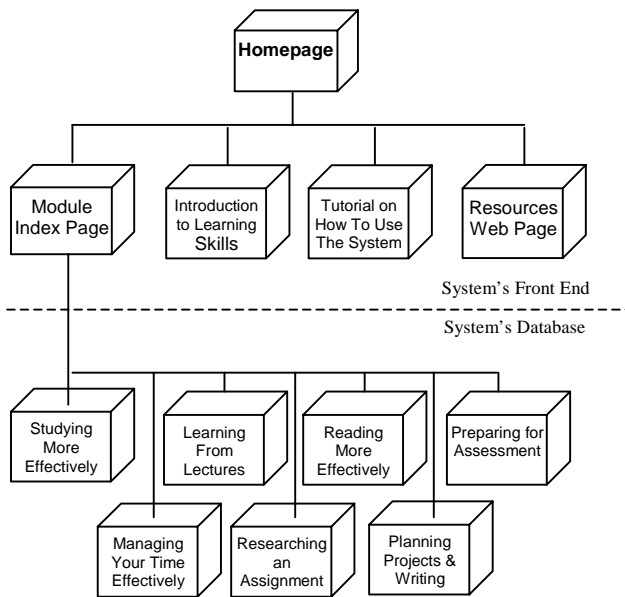 Homepage
Module
Index Page
Introduction
to Learning
Skills
Tutorial on
How To Use
The System
Resources
Web Page
System's Front End
System's Database
Studying
More
Effectively
Learning
From
Lectures
Reading
More
Effectively
Preparing for
Assessment
Managing
Your Time
Effectively
Researching
an
Assignment
Planning
Projects &
Writing